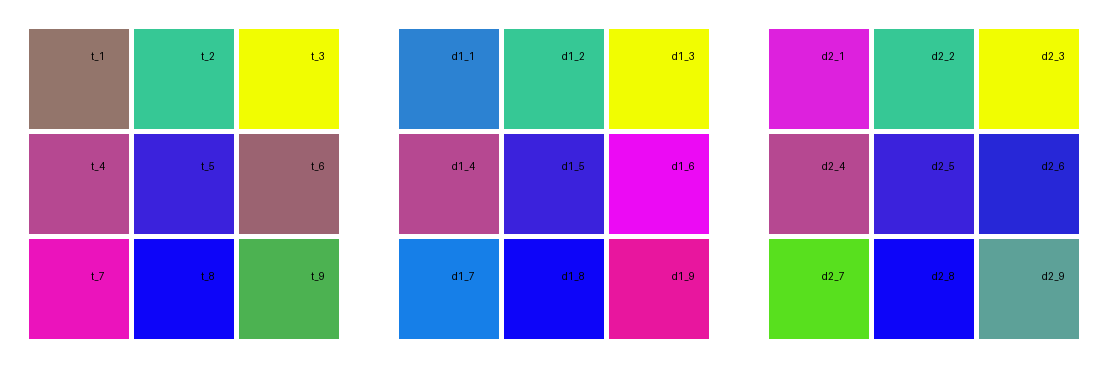 t_1 t_2 t_3 d1_1 d1_2 d1_3 d2_1 d2_2 d2_3
t_4 t_5 t_6 d1_4 d1_5 d1_6 d2_4 d2_5 d2_6
t_7 t_8 t_9 d1_7 d1_8 d1_9 d2_7 d2_8 d2_9